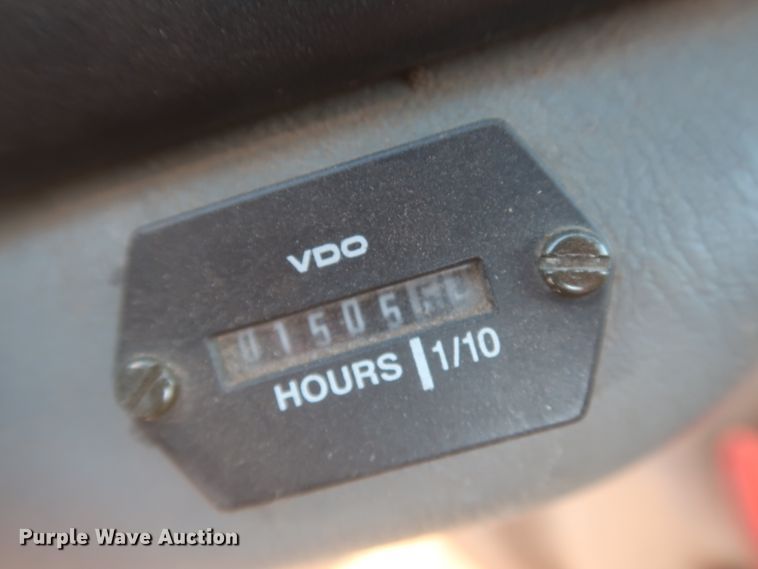 VDO
01505
HOURS 1/10
Purple Wave Auction